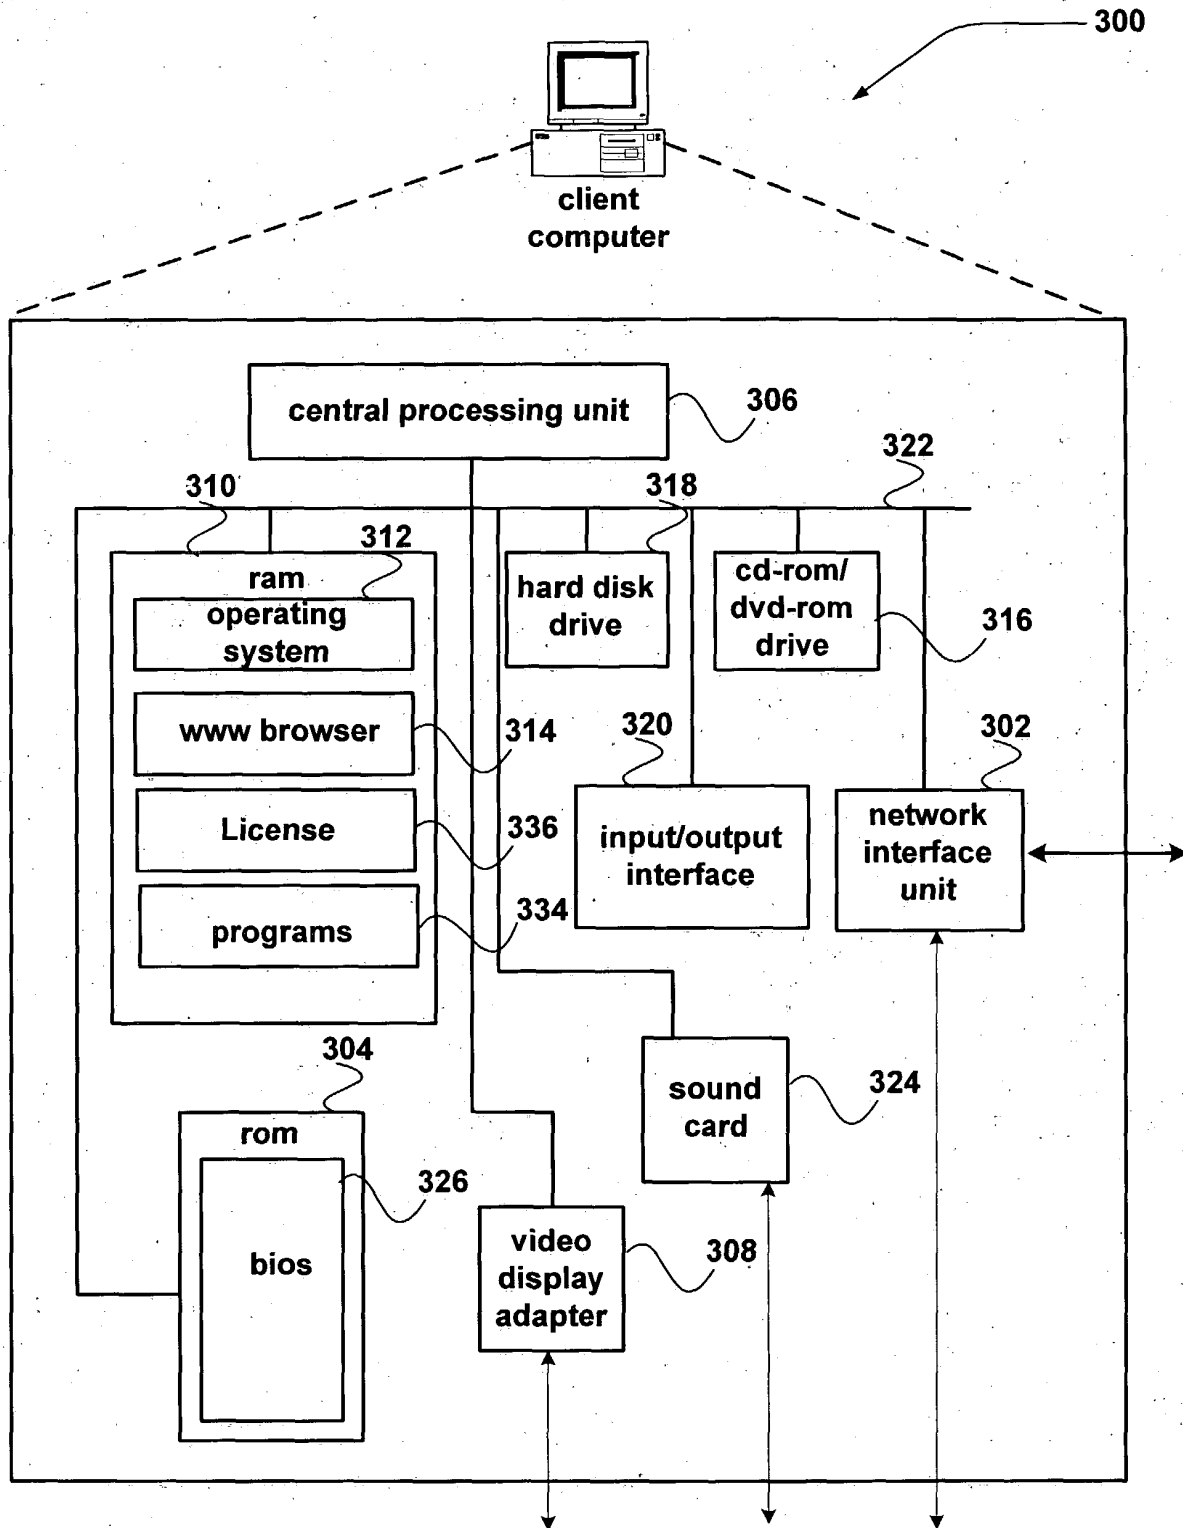 300
client
computer
central processing unit
306
322
310
318
312
ram
operating
system
hard disk
drive
cd-rom/
dvd-rom
drive
316
www browser
314
320
302
License
336
input/output
interface
network
interface
unit
programs
334
304
rom
sound
card
324
326
bios
video
display
adapter
308